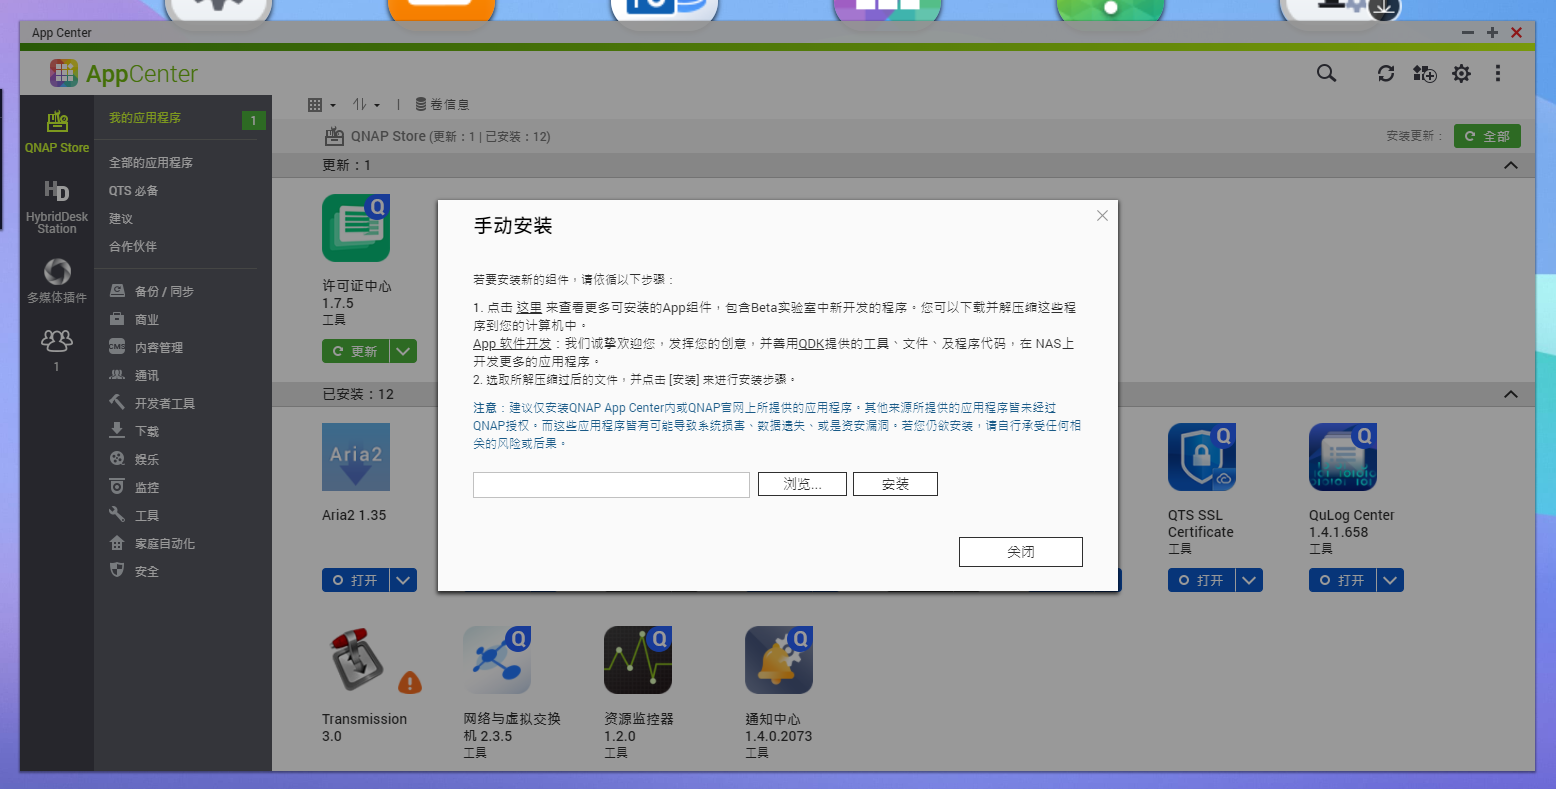 App Center
AppCenter
QNAP Store
HD
HybridDesk
Station
多媒体插件
1
我的应用程序
1
全部的应用程序
QTS 必备
建议
合作伙伴
备份 / 同步
商业
CMS
内容管理
通讯
开发者工具
下载
娱乐
监控
工具
家庭自动化
安全
| 卷信息
QNAP Store (更新：1 | 已安装：12)
安装更新：
全部
更新：1
Q
许可证中心
1.7.5
工具
更新
已安装：12
Aria2
Aria2 1.35
打开
手动安装
若要安装新的组件，请依循以下步骤：
1. 点击 这里 来查看更多可安装的App组件，包含Beta实验室中新开发的程序。您可以下载并解压缩这些程
序到您的计算机中。
App 软件开发：我们诚挚欢迎您，发挥您的创意，并善用QDK提供的工具、文件、及程序代码，在 NAS上
开发更多的应用程序。
2. 选取所解压缩过后的文件，并点击 [安装] 来进行安装步骤。
注意：建议仅安装QNAP App Center内或QNAP官网上所提供的应用程序。其他来源所提供的应用程序皆未经过
QNAP授权。而这些应用程序皆有可能导致系统损害、数据遗失、或是资安漏洞。若您仍欲安装，请自行承受任何相
关的风险或后果。
浏览...
安装
关闭
Q
QTS SSL
Certificate
工具
打开
Q
QuLog Center
1.4.1.658
工具
打开
Transmission
3.0
Q
网络与虚拟交换
机 2.3.5
工具
Q
资源监控器
1.2.0
工具
Q
通知中心
1.4.0.2073
工具